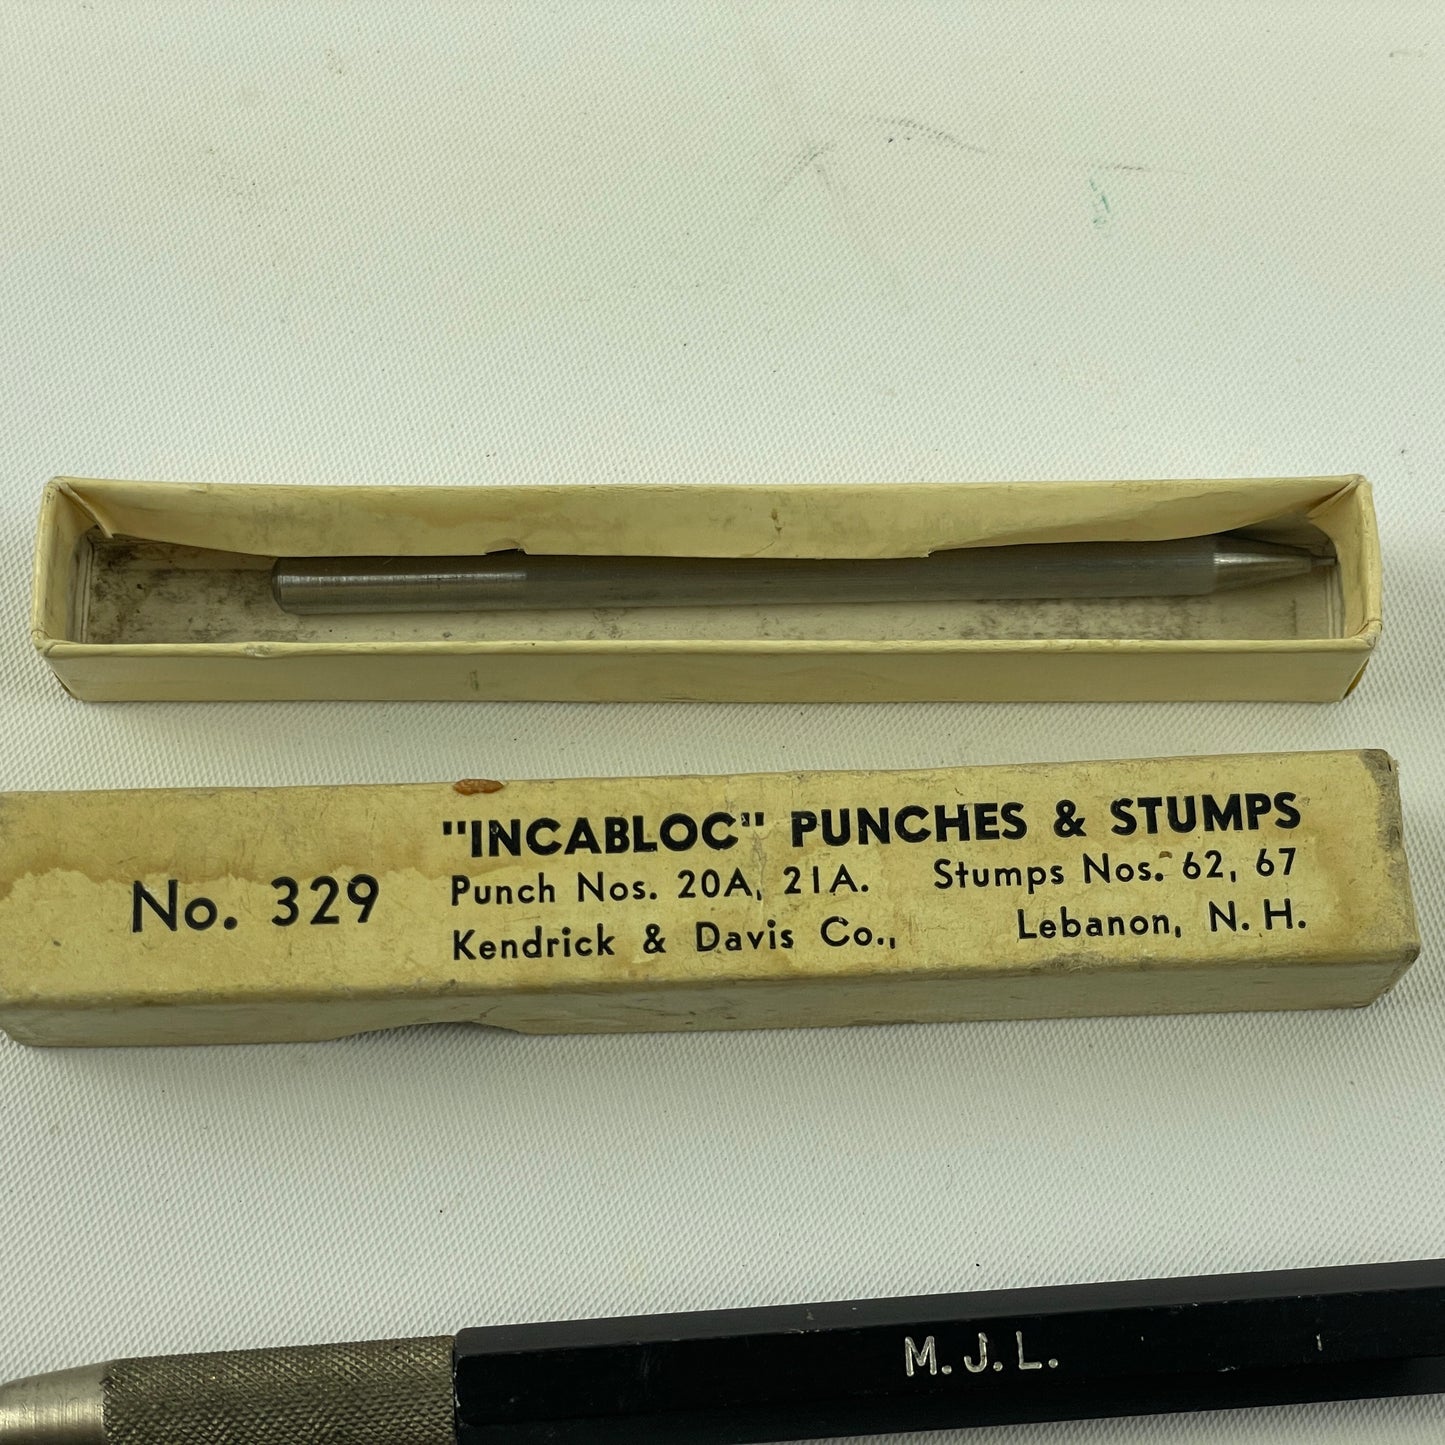 No. 329
"INCABLOC" PUNCHES & STUMPS
Punch Nos. 20A, 21A. Stumps Nos. 62, 67
Kendrick & Davis Co., Lebanon, N. H.
M. J. L.